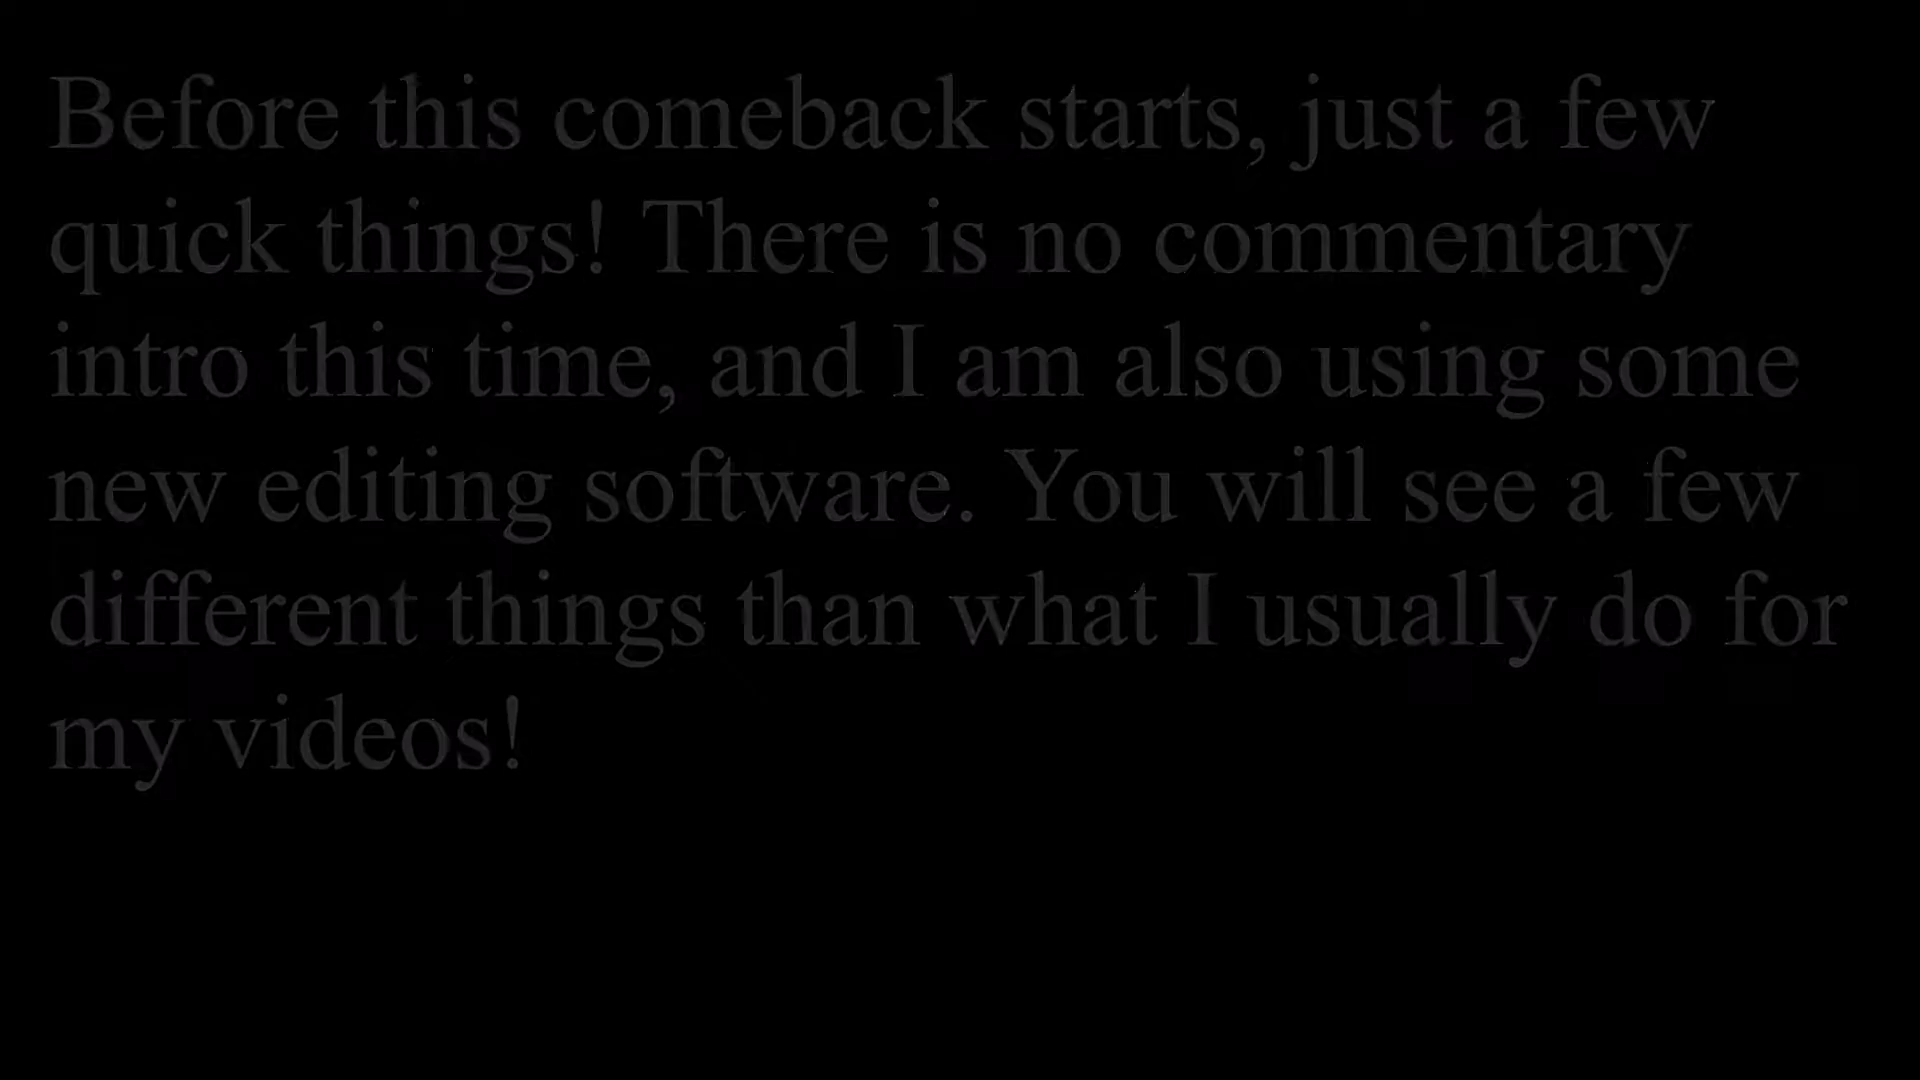 Before this comeback starts, just a few
quick things! There is no commentary
intro this time, and I am also using some
new editing software. You will see a few
different things than what I usually do for
my videos!